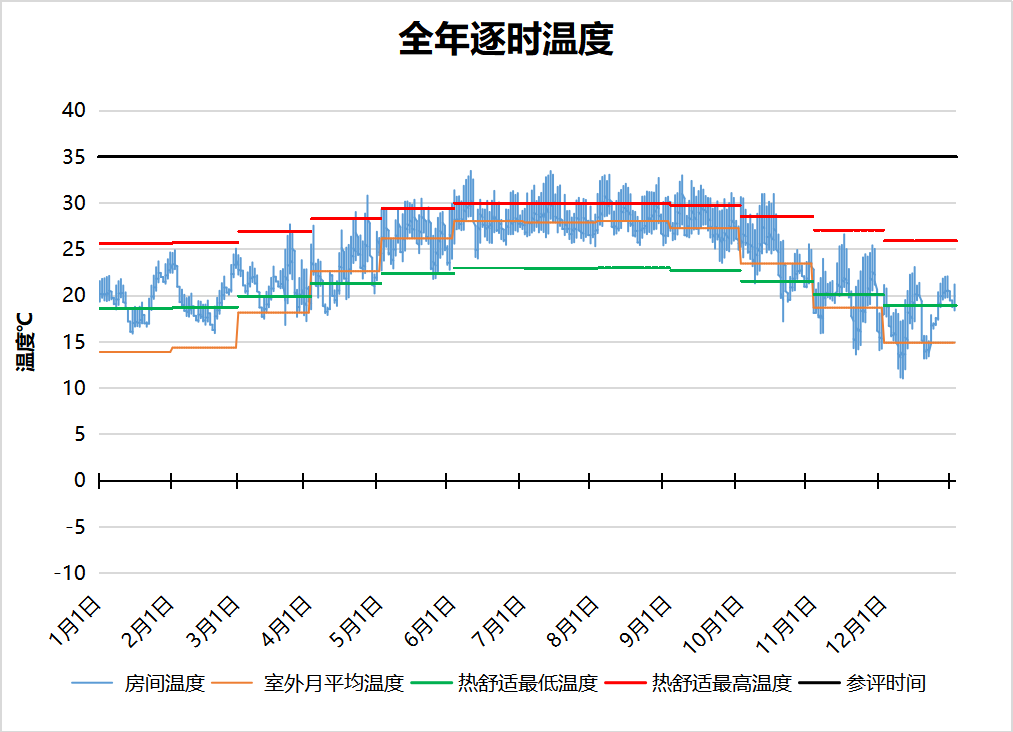 全年逐时温度
40
35
30
25
20
15
10
5
0
-5
-10
温度℃
1月1日
2月1日
3月1日
4月1日
5月1日
6月1日
7月1日
8月1日
9月1日
10月1日
11月1日
12月1日
房间温度 室外月平均温度 热舒适最低温度 热舒适最高温度 参评时间